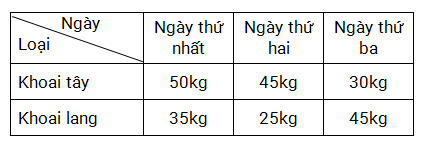 Ngày
Loại
Ngày thứ nhất
Ngày thứ hai
Ngày thứ ba
Khoai tây 50kg 45kg 30kg
Khoai lang 35kg 25kg 45kg